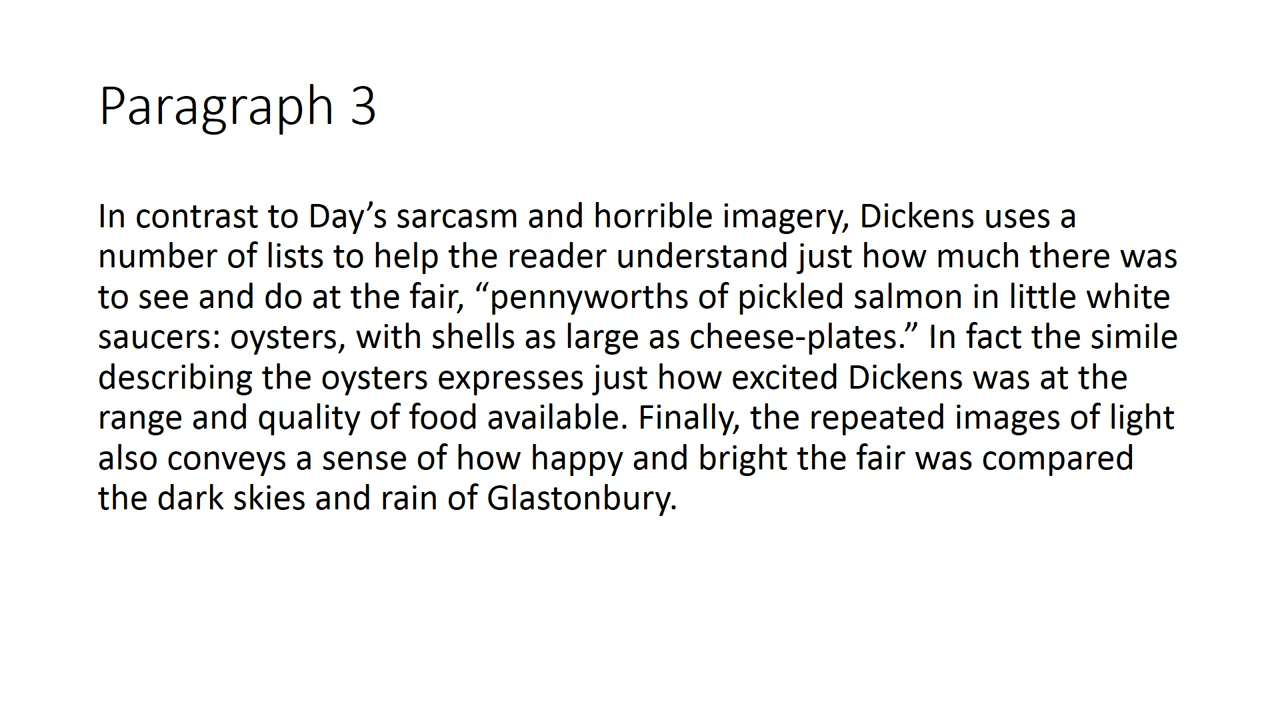 Paragraph 3
In contrast to Day’s sarcasm and horrible imagery, Dickens uses a
number of lists to help the reader understand just how much there was
to see and do at the fair, “pennyworths of pickled salmon in little white
saucers: oysters, with shells as large as cheese-plates.” In fact the simile
describing the oysters expresses just how excited Dickens was at the
range and quality of food available. Finally, the repeated images of light
also conveys a sense of how happy and bright the fair was compared
the dark skies and rain of Glastonbury.